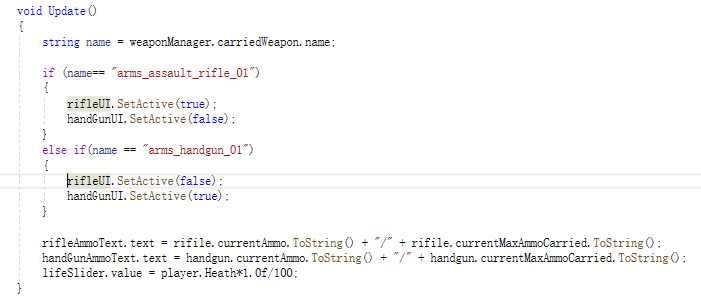 void Update()
{
string name = weaponManager.carriedWeapon.name;
if (name== "arms_assault_rifle_01")
{
rifleUI.SetActive(true);
handGunUI.SetActive(false);
}
else if(name == "arms_handgun_01")
{
rifleUI.SetActive(false);
handGunUI.SetActive(true);
}
rifleAmmoText.text = rifile.currentAmmo.ToString() + "/" + rifile.currentMaxAmmoCarried.ToString();
handGunAmmoText.text = handgun.currentAmmo.ToString() + "/" + handgun.currentMaxAmmoCarried.ToString();
lifeSlider.value = player.Heath*1.0f/100;
}